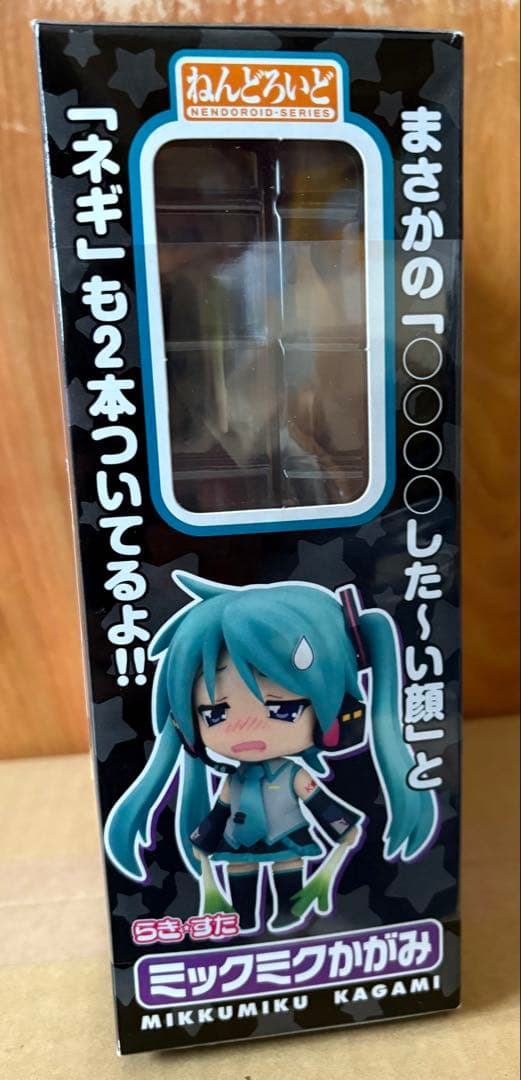 ねんどろいど
NENDOROID-SERIES
まさかの「○○○○した～い顔」と
「ネギ」も2本ついてるよ!!
らき☆すた
ミックミクかがみ
MIKKUMIKU KAGAMI